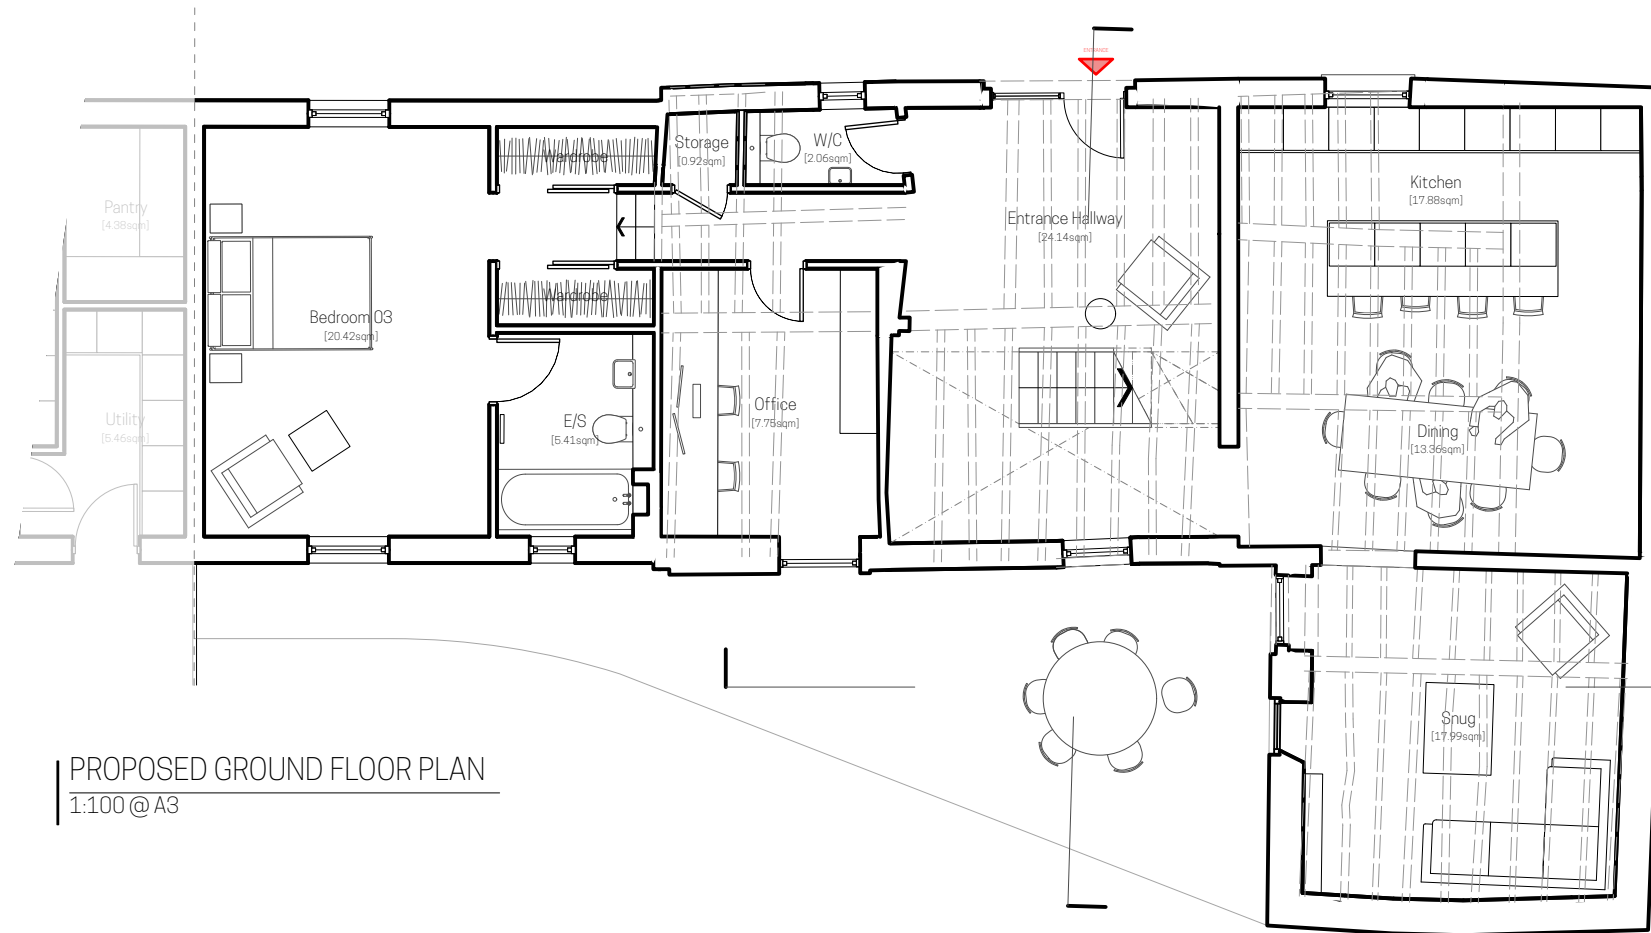 ENTRANCE
Storage
[0.92sqm]
W/C
[2.06sqm]
Wardrobe
Kitchen
[17.88sqm]
Pantry
[4.38sqm]
Entrance Hallway
[24.14sqm]
Wardrobe
Bedroom 03
[20.42sqm]
Office
[7.75sqm]
Utility
[5.46sqm]
E/S
[5.41sqm]
Dining
[13.36sqm]
Snug
[17.99sqm]
PROPOSED GROUND FLOOR PLAN
1:100 @ A3